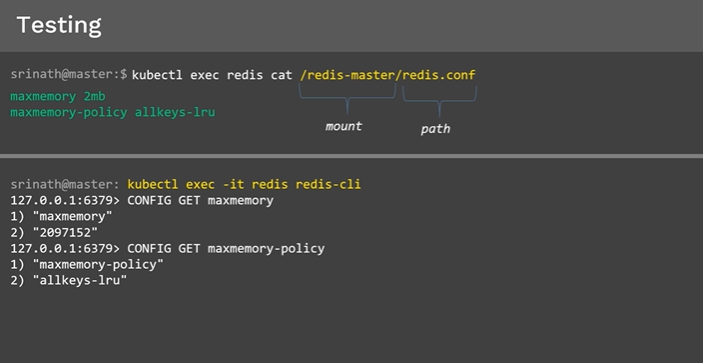 Testing
srinath@master:$ kubectl exec redis cat /redis-master/redis.conf
maxmemory 2mb
maxmemory-policy allkeys-lru
mount
path
srinath@master: kubectl exec -it redis redis-cli
127.0.0.1:6379> CONFIG GET maxmemory
1) "maxmemory"
2) "2097152"
127.0.0.1:6379> CONFIG GET maxmemory-policy
1) "maxmemory-policy"
2) "allkeys-lru"